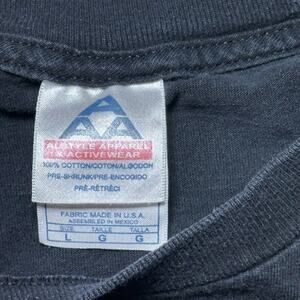 AAA
ALSTYLE APPAREL
& ACTIVEWEAR
100% COTTON/COTON/ALGODON
PRE-SHRUNK/PRE-ENCOGIDO
PRÉ-RÉTRÉCI
FABRIC MADE IN U.S.A.
ASSEMBLED IN MEXICO
SIZE TAILLE TALLA
L G G